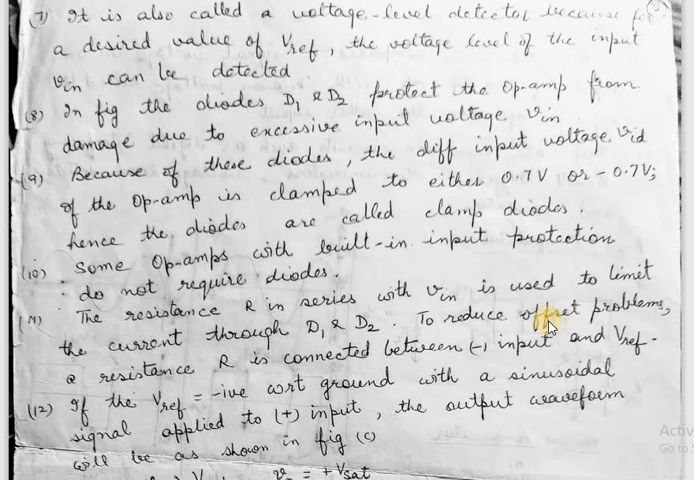 (7) It is also called a voltage-level detector because for
a desired value of Vref, the voltage level of the input
vin can be detected
(8) In fig the diodes D1 & D2 protect the Op-amp from
damage due to excessive input voltage vin
(9) Because of these diodes, the diff input voltage vid
of the Op-amp is clamped to either 0.7V or -0.7V;
hence the diodes are called clamp diodes.
(10) Some Op-amps with built-in input protection
do not require diodes.
(11) The resistance R in series with vin is used to limit
the current through D1 & D2. To reduce offset problems,
a resistance R is connected between (-) input and Vref.
(12) If the Vref = -ive wrt ground with a sinusoidal
signal applied to (+) input, the output waveform
will be as shown in fig (c)
= +Vsat
Activ
Go to S